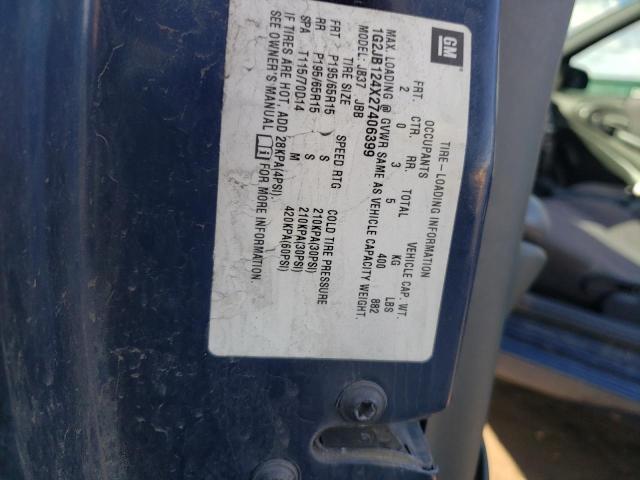 GM
TIRE-LOADING INFORMATION
OCCUPANTS VEHICLE CAP. WT.
FRT. CTR. RR. TOTAL KG LBS
2 0 3 5 400 882
MAX. LOADING @ GVWR SAME AS VEHICLE CAPACITY WEIGHT.
1G2JB124X27406399
MODEL: JB37 JBB
TIRE SIZE SPEED RTG COLD TIRE PRESSURE
FRT P195/65R15 S 210KPA(30PSI)
RR P195/65R15 S 210KPA(30PSI)
SPA T115/70D14 M 420KPA(60PSI)
IF TIRES ARE HOT, ADD 28KPA(4PSI).
SEE OWNER'S MANUAL i FOR MORE INFORMATION.